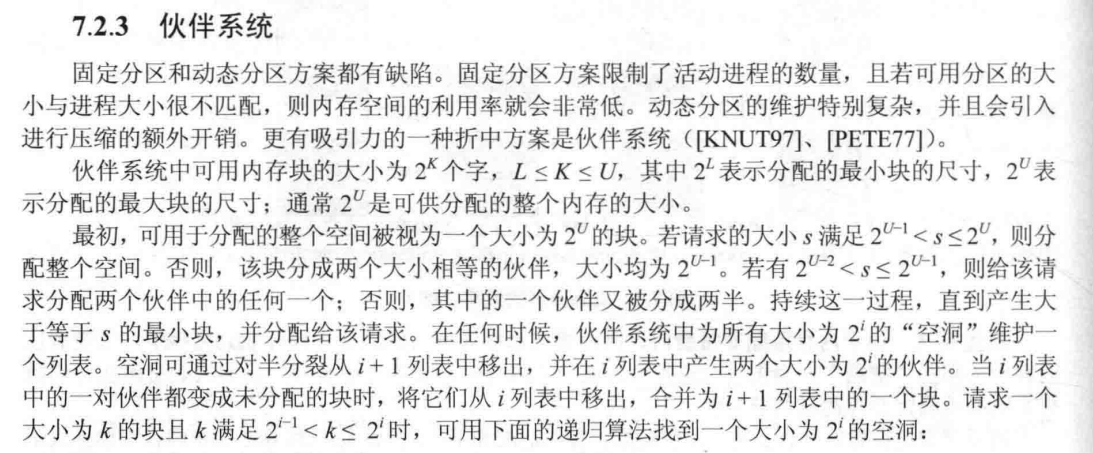 7.2.3 伙伴系统
固定分区和动态分区方案都有缺陷。固定分区方案限制了活动进程的数量，且若可用分区的大
小与进程大小很不匹配，则内存空间的利用率就会非常低。动态分区的维护特别复杂，并且会引入
进行压缩的额外开销。更有吸引力的一种折中方案是伙伴系统（[KNUT97]、[PETE77]）。
伙伴系统中可用内存块的大小为 2^K 个字，L ≤ K ≤ U，其中 2^L 表示分配的最小块的尺寸，2^U 表
示分配的最大块的尺寸；通常 2^U 是可供分配的整个内存的大小。
最初，可用于分配的整个空间被视为一个大小为 2^U 的块。若请求的大小 s 满足 2^{U-1} < s ≤ 2^U，则分
配整个空间。否则，该块分成两个大小相等的伙伴，大小均为 2^{U-1}。若有 2^{U-2} < s ≤ 2^{U-1}，则给该请
求分配两个伙伴中的任何一个；否则，其中的一个伙伴又被分成两半。持续这一过程，直到产生大
于等于 s 的最小块，并分配给该请求。在任何时候，伙伴系统中为所有大小为 2^i 的“空洞”维护一
个列表。空洞可通过对半分裂从 i + 1 列表中移出，并在 i 列表中产生两个大小为 2^i 的伙伴。当 i 列表
中的一对伙伴都变成未分配的块时，将它们从 i 列表中移出，合并为 i + 1 列表中的一个块。请求一个
大小为 k 的块且 k 满足 2^{i-1} < k ≤ 2^i 时，可用下面的递归算法找到一个大小为 2^i 的空洞：